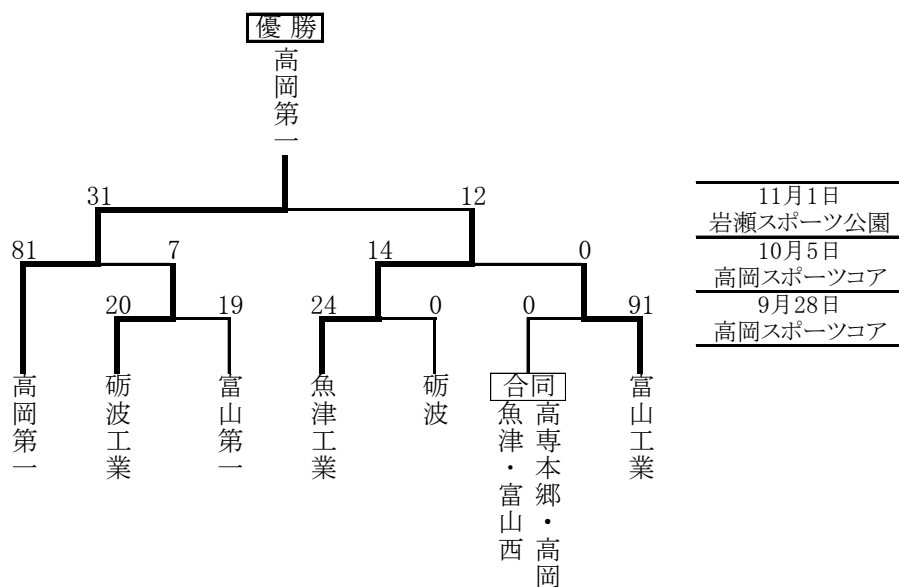 優勝
高岡第一
31
12
11月1日
岩瀬スポーツ公園
81
7
14
0
10月5日
高岡スポーツコア
20
19
24
0
0
91
9月28日
高岡スポーツコア
高岡第一
砺波工業
富山第一
魚津工業
砺波
合同
高専本郷・高岡
魚津・富山西
富山工業